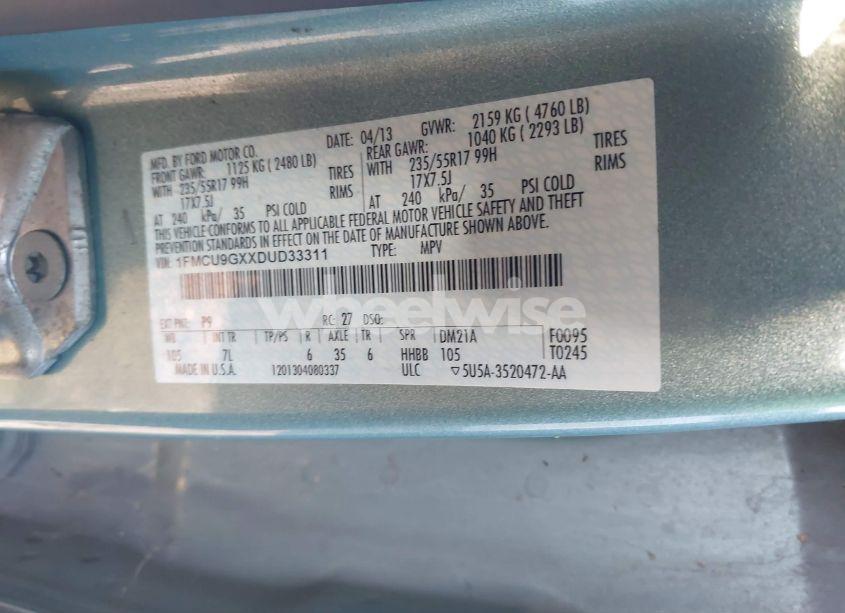 MFD. BY FORD MOTOR CO. DATE: 04/13 GVWR: 2159 KG ( 4760 LB)
FRONT GAWR: 1125 KG ( 2480 LB) REAR GAWR: 1040 KG ( 2293 LB)
WITH 235/55R17 99H TIRES WITH 235/55R17 99H TIRES
17X7.5J RIMS 17X7.5J RIMS
AT 240 kPa/ 35 PSI COLD AT 240 kPa/ 35 PSI COLD
THIS VEHICLE CONFORMS TO ALL APPLICABLE FEDERAL MOTOR VEHICLE SAFETY AND THEFT
PREVENTION STANDARDS IN EFFECT ON THE DATE OF MANUFACTURE SHOWN ABOVE.
VIN: 1FMCU9GXXDUD33311 TYPE: MPV
wheelwise
EXT PNT: P9 RC: 27 DSO:
WB INT TR TP/PS R AXLE TR SPR DM21A F0095
105 7L 6 35 6 HHBB 105 T0245
MADE IN U.S.A. 1201304080337 ULC ▽5U5A-3520472-AA